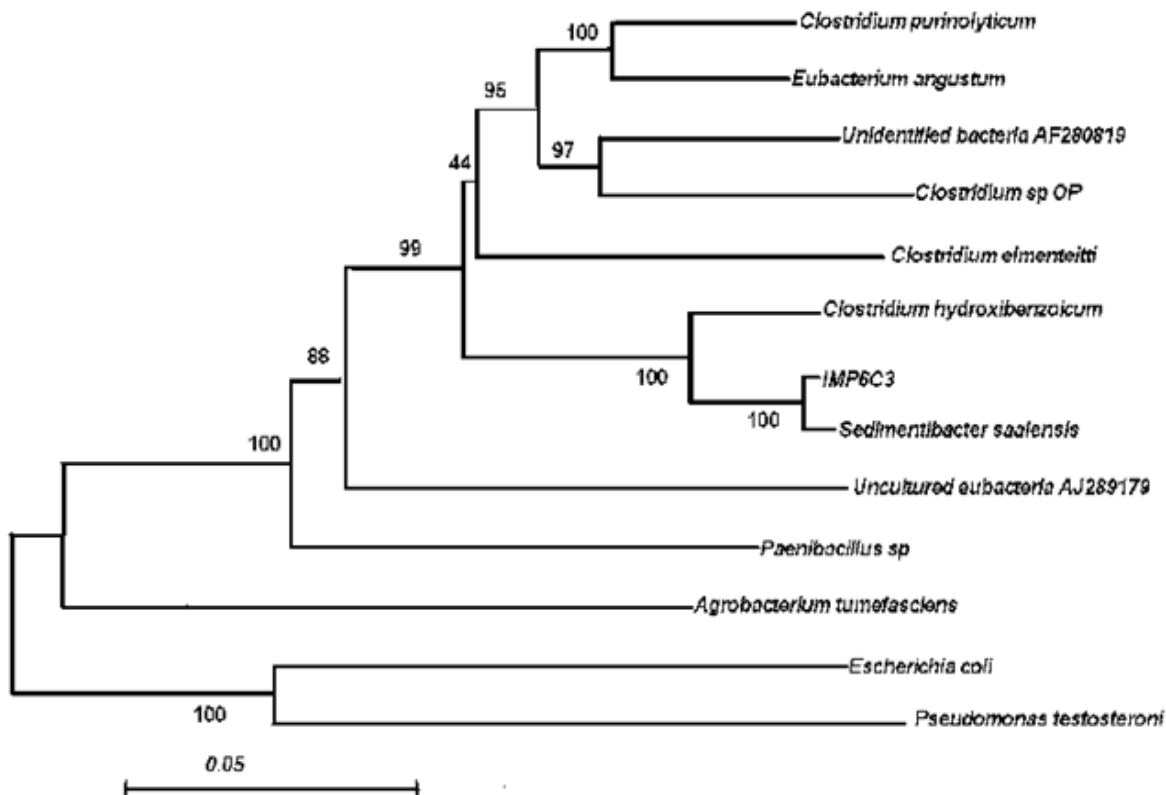 Clostridium purinolyticum
100
Eubacterium angustum
95
Unidentified bacteria AF280819
97
44
Clostridium sp OP
99
Clostridium elmenteitti
Clostridium hydroxibenzoicum
88
100
IMP6C3
100
Sedimentibacter saalensis
100
Uncultured eubacteria AJ289179
Paenibacillus sp
Agrobacterium tumefasciens
Escherichia coli
100
Pseudomonas testosteroni
0.05